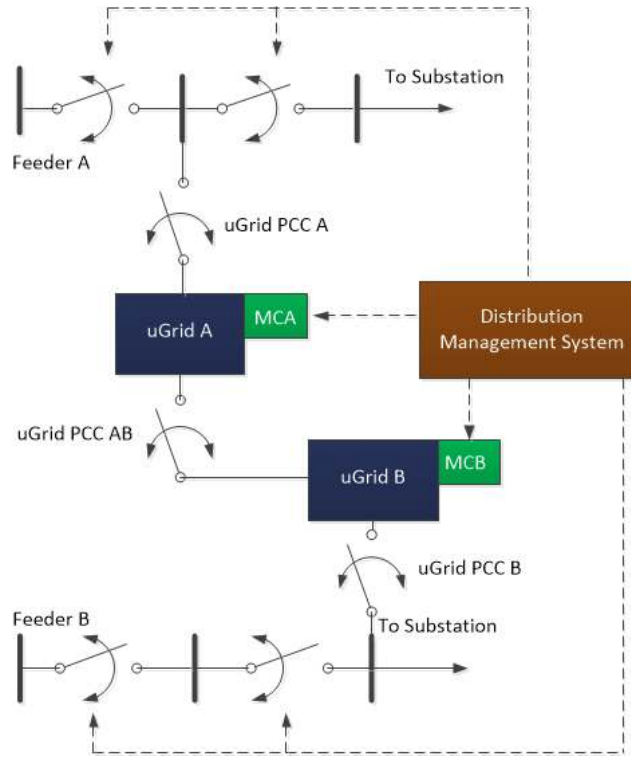 To Substation
Feeder A
uGrid PCC A
uGrid A
MCA
Distribution
Management System
uGrid PCC AB
uGrid B
MCB
uGrid PCC B
Feeder B
To Substation